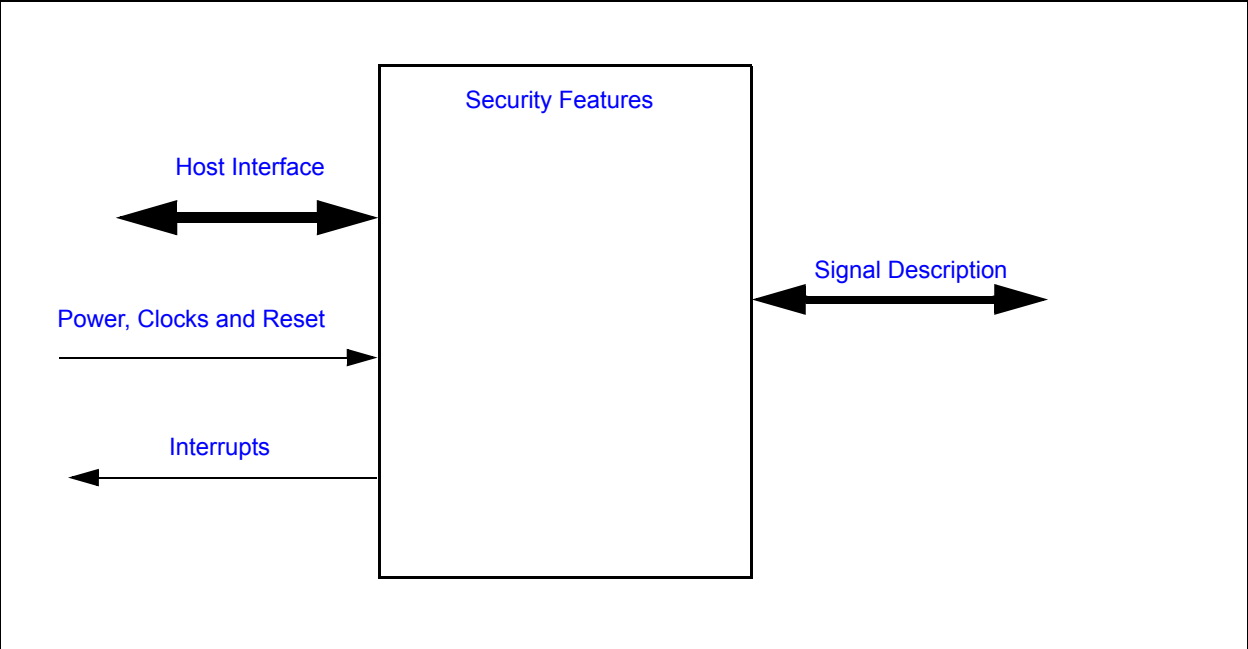 Security Features
Host Interface
Signal Description
Power, Clocks and Reset
Interrupts